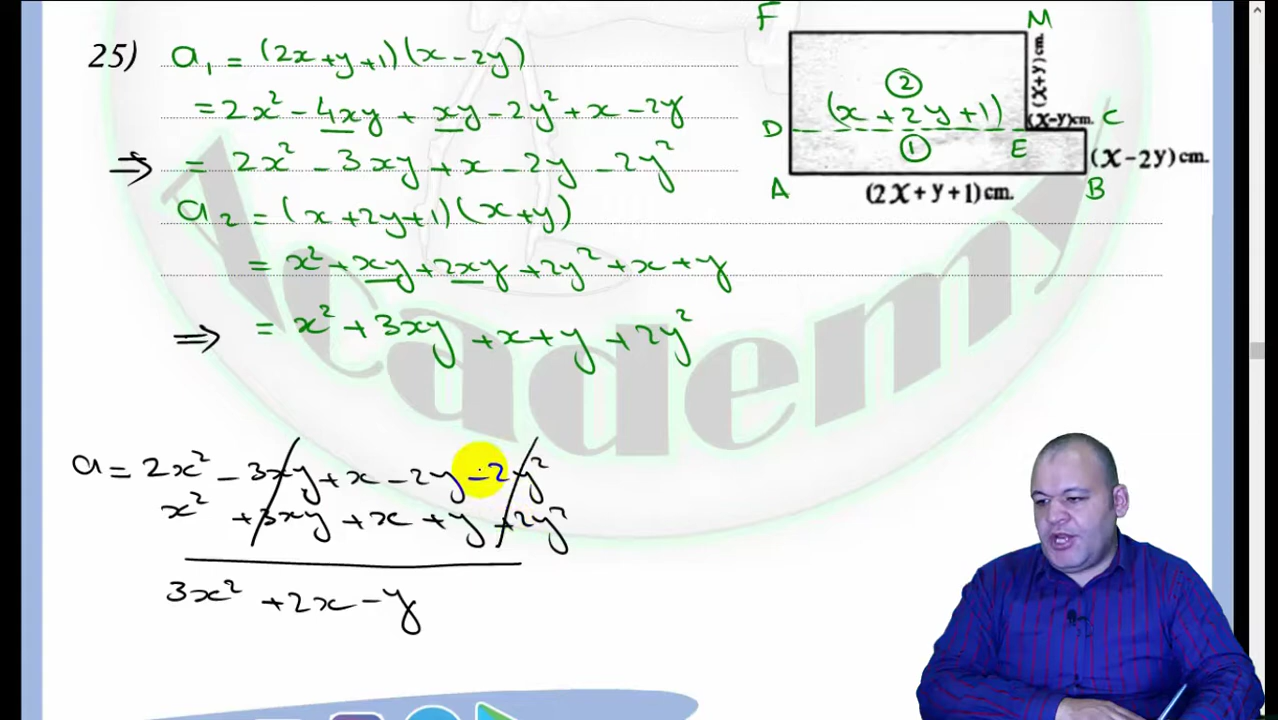 25) a₁ = (2x+y+1)(x-2y)
= 2x² - 4xy + xy - 2y² + x - 2y
⇒ = 2x² - 3xy + x - 2y - 2y²
a₂ = (x+2y+1)(x+y)
= x² + xy + 2xy + 2y² + x + y
⇒ = x² + 3xy + x + y + 2y²
F
M
(X+y)cm.
②
(x+2y+1)
(X-y)cm.
C
D
①
E
(X-2y)cm.
A
(2X+y+1)cm.
B
Academy
a = 2x² - 3xy + x - 2y - 2y²
x² + 3xy + x + y + 2y²
3x² + 2x - y